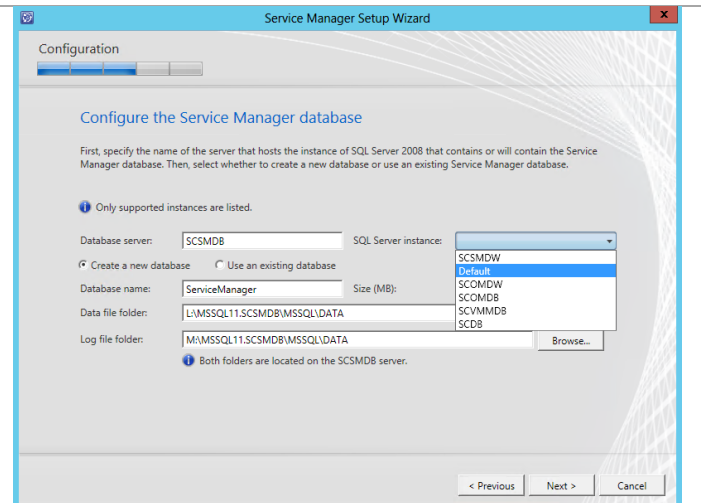 Service Manager Setup Wizard
x
Configuration
Configure the Service Manager database
First, specify the name of the server that hosts the instance of SQL Server 2008 that contains or will contain the Service
Manager database. Then, select whether to create a new database or use an existing Service Manager database.
Only supported instances are listed.
Database server: SCSMDB SQL Server instance:
SCSMDW
Default
SCOMDW
SCOMDB
SCVMMDB
SCDB
Create a new database Use an existing database
Database name: ServiceManager Size (MB):
Data file folder: L:\MSSQL11.SCSMDB\MSSQL\DATA
Log file folder: M:\MSSQL11.SCSMDB\MSSQL\DATA Browse...
Both folders are located on the SCSMDB server.
< Previous Next > Cancel